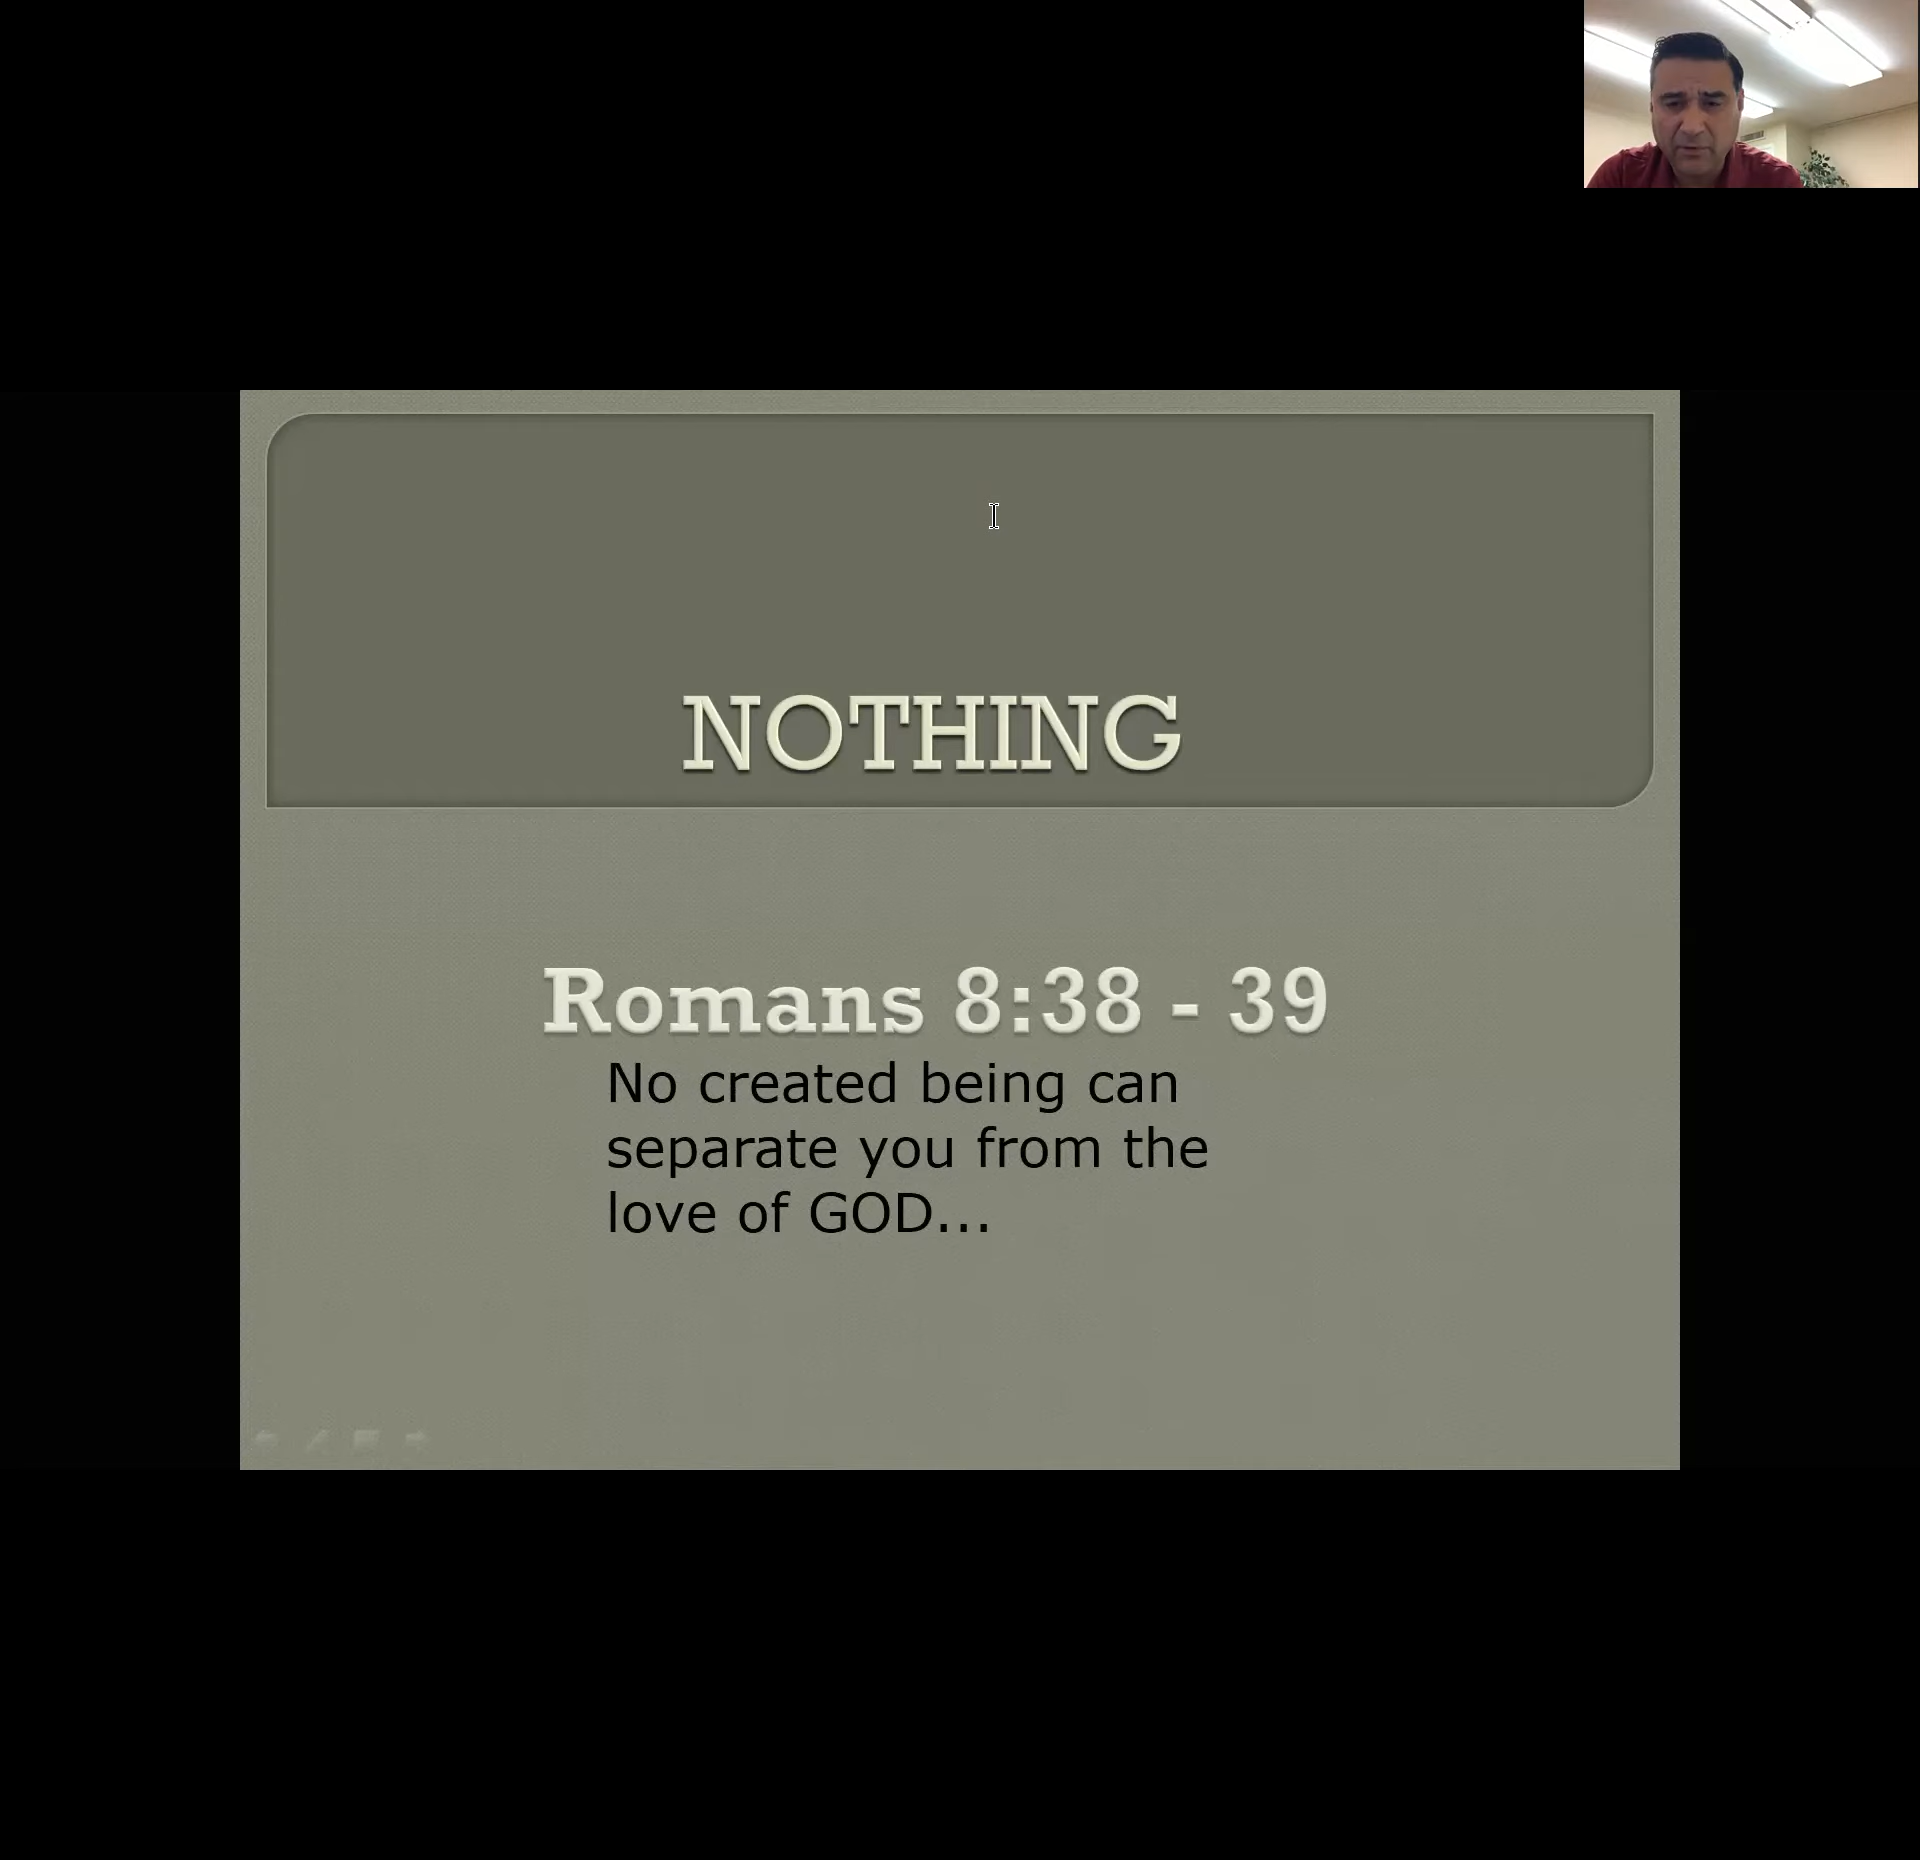 NOTHING
Romans 8:38 - 39
No created being can
separate you from the
love of GOD...